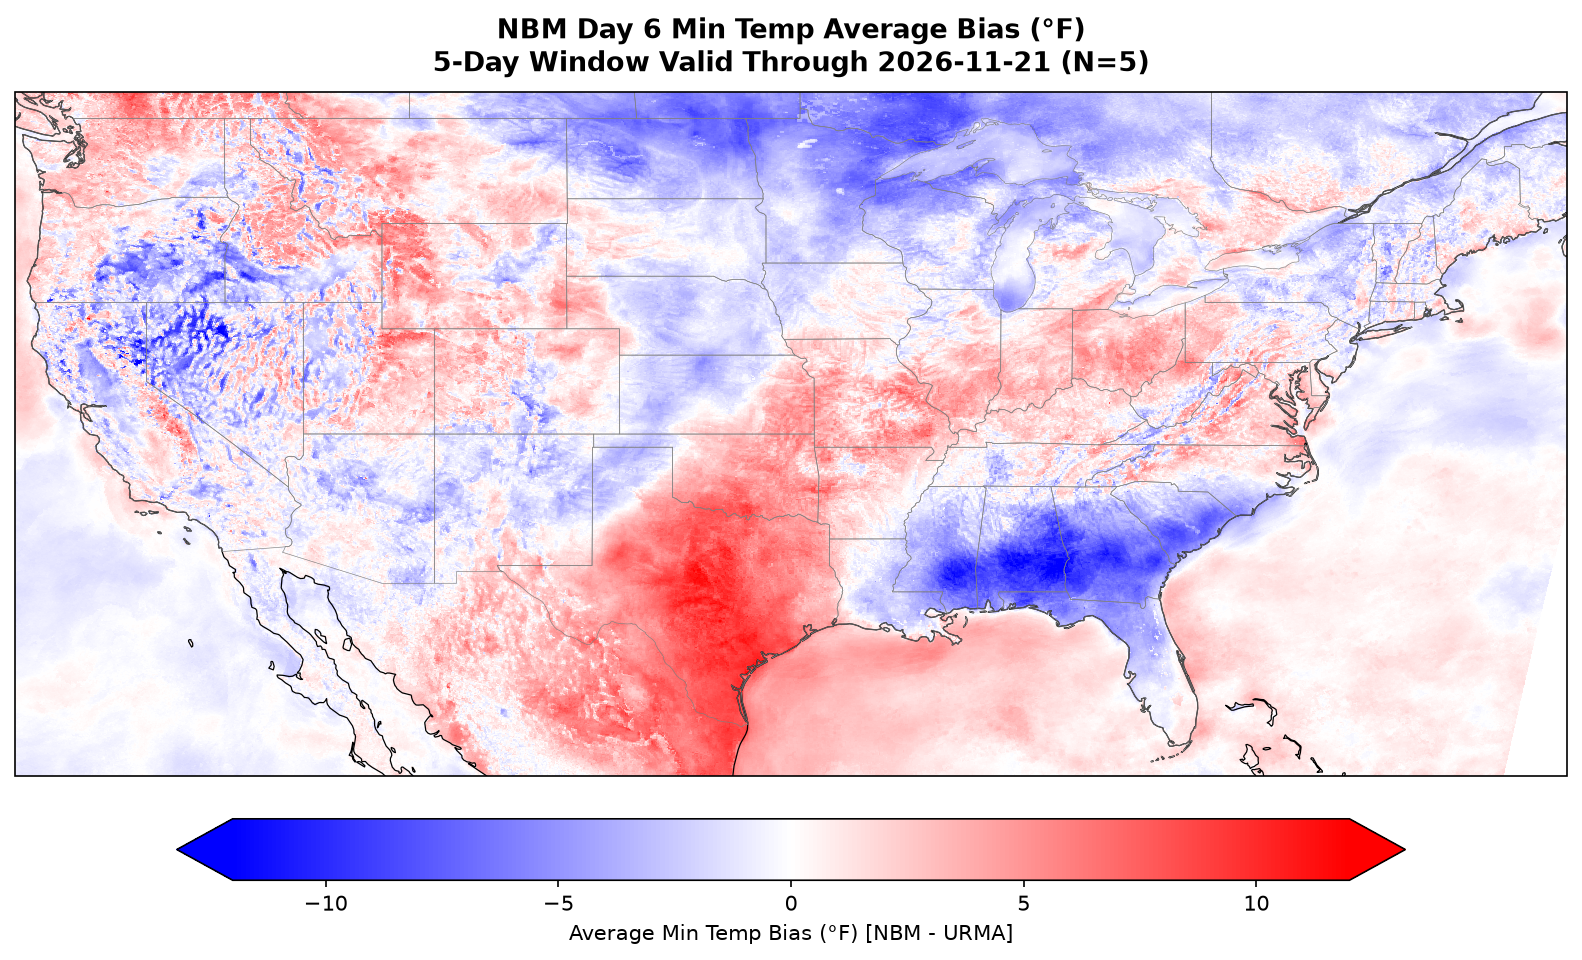 NBM Day 6 Min Temp Average Bias (°F)
5-Day Window Valid Through 2026-11-21 (N=5)
−10 −5 0 5 10
Average Min Temp Bias (°F) [NBM - URMA]